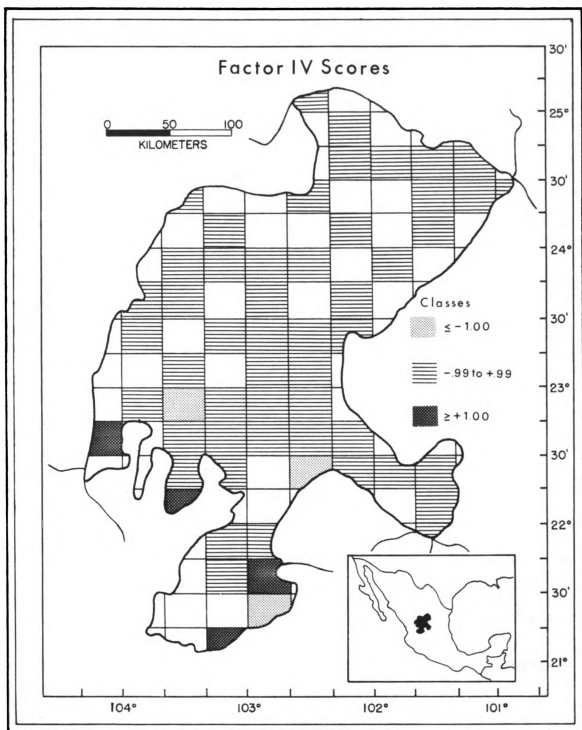 Factor IV Scores
0 50 100
KILOMETERS
30'
25°
30'
24°
30'
23°
30'
22°
30'
21°
Classes
≤ -1.00
-.99 to +.99
≥ +1.00
104° 103° 102° 101°